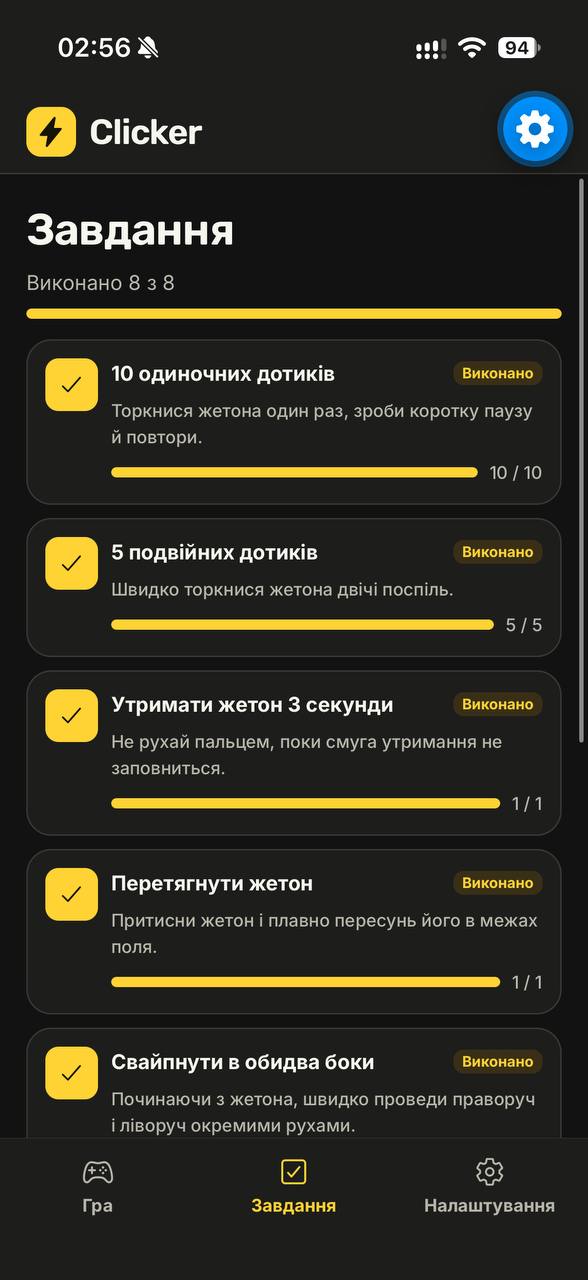 02:56
94
Clicker
Завдання
Виконано 8 з 8
10 одиночних дотиків
Виконано
Торкнися жетона один раз, зроби коротку паузу
й повтори.
10 / 10
5 подвійних дотиків
Виконано
Швидко торкнися жетона двічі поспіль.
5 / 5
Утримати жетон 3 секунди
Виконано
Не рухай пальцем, поки смуга утримання не
заповниться.
1 / 1
Перетягнути жетон
Виконано
Притисни жетон і плавно пересунь його в межах
поля.
1 / 1
Свайпнути в обидва боки
Виконано
Починаючи з жетона, швидко проведи праворуч
і ліворуч окремими рухами.
Гра
Завдання
Налаштування